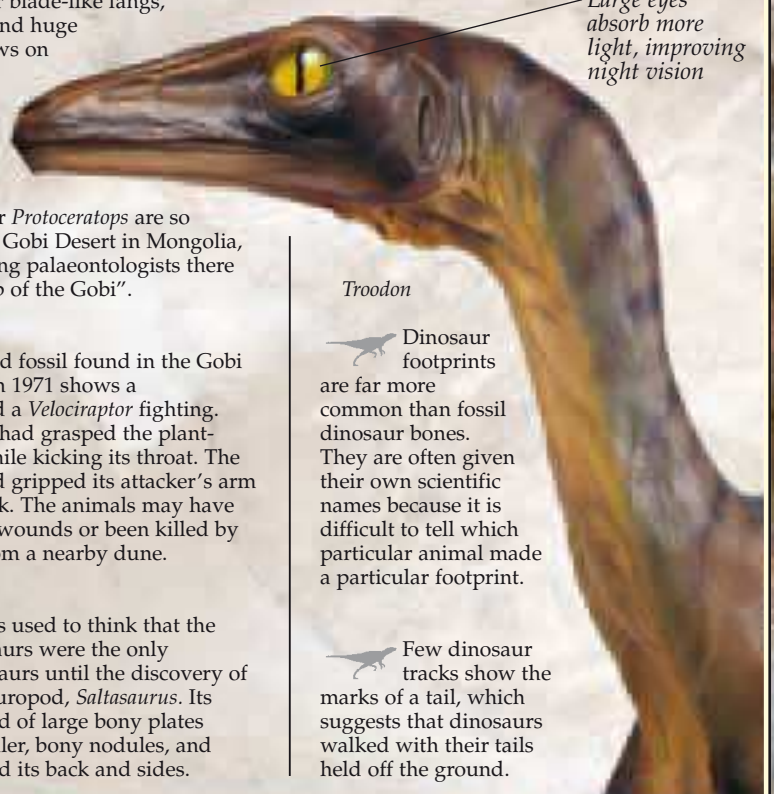 blade-like fangs,
nd huge
ws on
Large eyes
absorb more
light, improving
night vision
r Protoceratops are so
Gobi Desert in Mongolia,
ng palaeontologists there
of the Gobi”.
d fossil found in the Gobi
n 1971 shows a
d a Velociraptor fighting.
had grasped the plant-
ile kicking its throat. The
d gripped its attacker’s arm
k. The animals may have
wounds or been killed by
om a nearby dune.
s used to think that the
urs were the only
aurs until the discovery of
uropod, Saltasaurus. Its
d of large bony plates
ler, bony nodules, and
d its back and sides.
Troodon
Dinosaur
footprints
are far more
common than fossil
dinosaur bones.
They are often given
their own scientific
names because it is
difficult to tell which
particular animal made
a particular footprint.
Few dinosaur
tracks show the
marks of a tail, which
suggests that dinosaurs
walked with their tails
held off the ground.